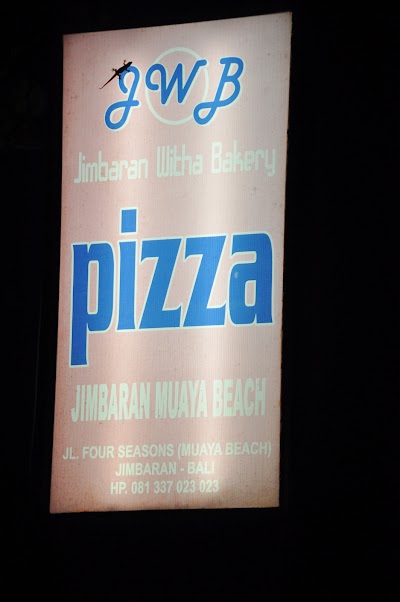 JWB
Jimbaran Witha Bakery
pizza
JIMBARAN MUAYA BEACH
JL. FOUR SEASONS (MUAYA BEACH)
JIMBARAN - BALI
HP. 081 337 023 023